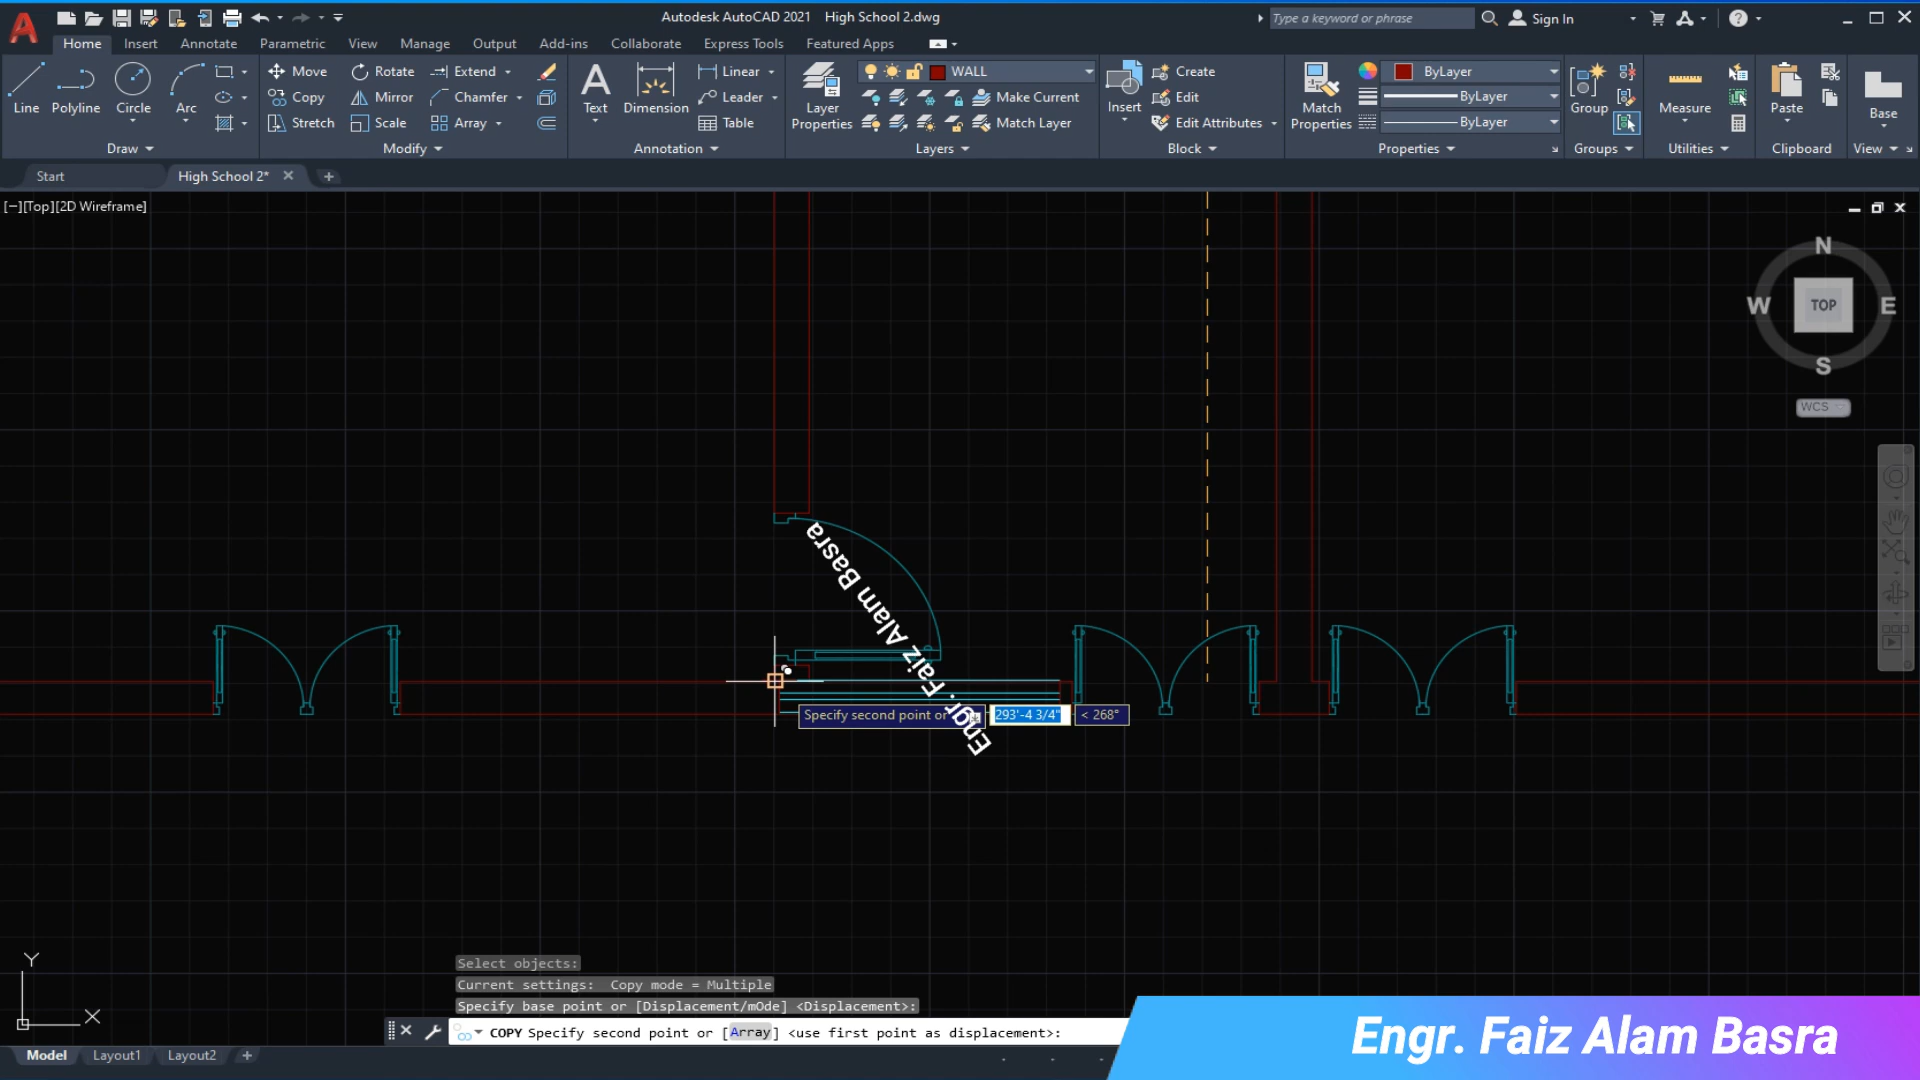 Autodesk AutoCAD 2021 High School 2.dwg
Type a keyword or phrase
Sign In
Home Insert Annotate Parametric View Manage Output Add-ins Collaborate Express Tools Featured Apps
Line Polyline Circle Arc
Move Rotate Extend
Copy Mirror Chamfer
Stretch Scale Array
Text Dimension
Linear
Leader
Table
Layer Properties
WALL
Make Current
Match Layer
Insert
Create
Edit
Edit Attributes
Match Properties
ByLayer
ByLayer
ByLayer
Group
Measure
Paste
Base
Draw Modify Annotation Layers Block Properties Groups Utilities Clipboard View
Start High School 2*
[−][Top][2D Wireframe]
N
W TOP E
S
WCS
Engr. Faiz Alam Basra
Specify second point or 293'-4 3/4" < 268°
Y
X
Select objects:
Current settings: Copy mode = Multiple
Specify base point or [Displacement/mOde] <Displacement>:
COPY Specify second point or [Array] <use first point as displacement>:
Model Layout1 Layout2
Engr. Faiz Alam Basra